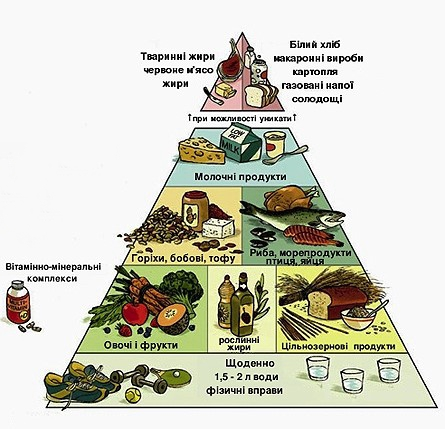 Тваринні жири
червоне м'ясо
жири
Білий хліб
макаронні вироби
картопля
газовані напої
солодощі
↑при можливості уникати↑
LOW
FAT
MILK
Молочні продукти
Горіхи, бобові, тофу
Риба, морепродукти
птиця, яйця
Вітамінно-мінеральні
комплекси
MULTI
Овочі і фрукти
рослинні
жири
Цільнозернові продукти
Щоденно
1,5 - 2 л води
фізичні вправи